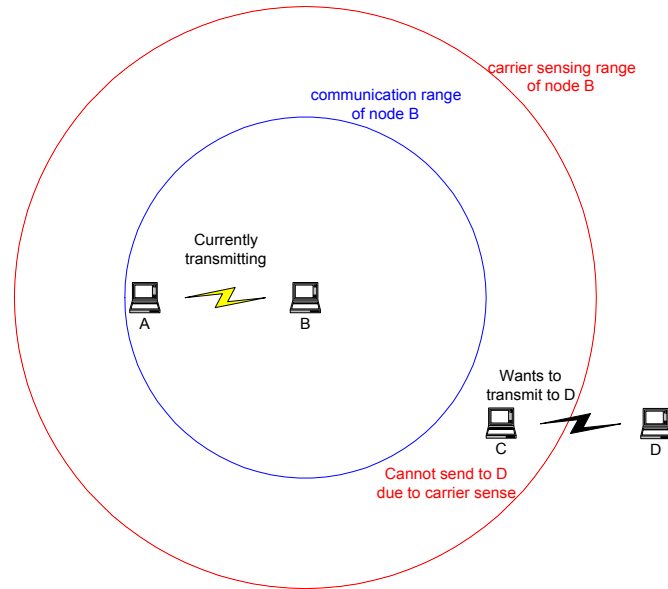 carrier sensing range
of node B
communication range
of node B
Currently
transmitting
A
B
Wants to
transmit to D
C
D
Cannot send to D
due to carrier sense